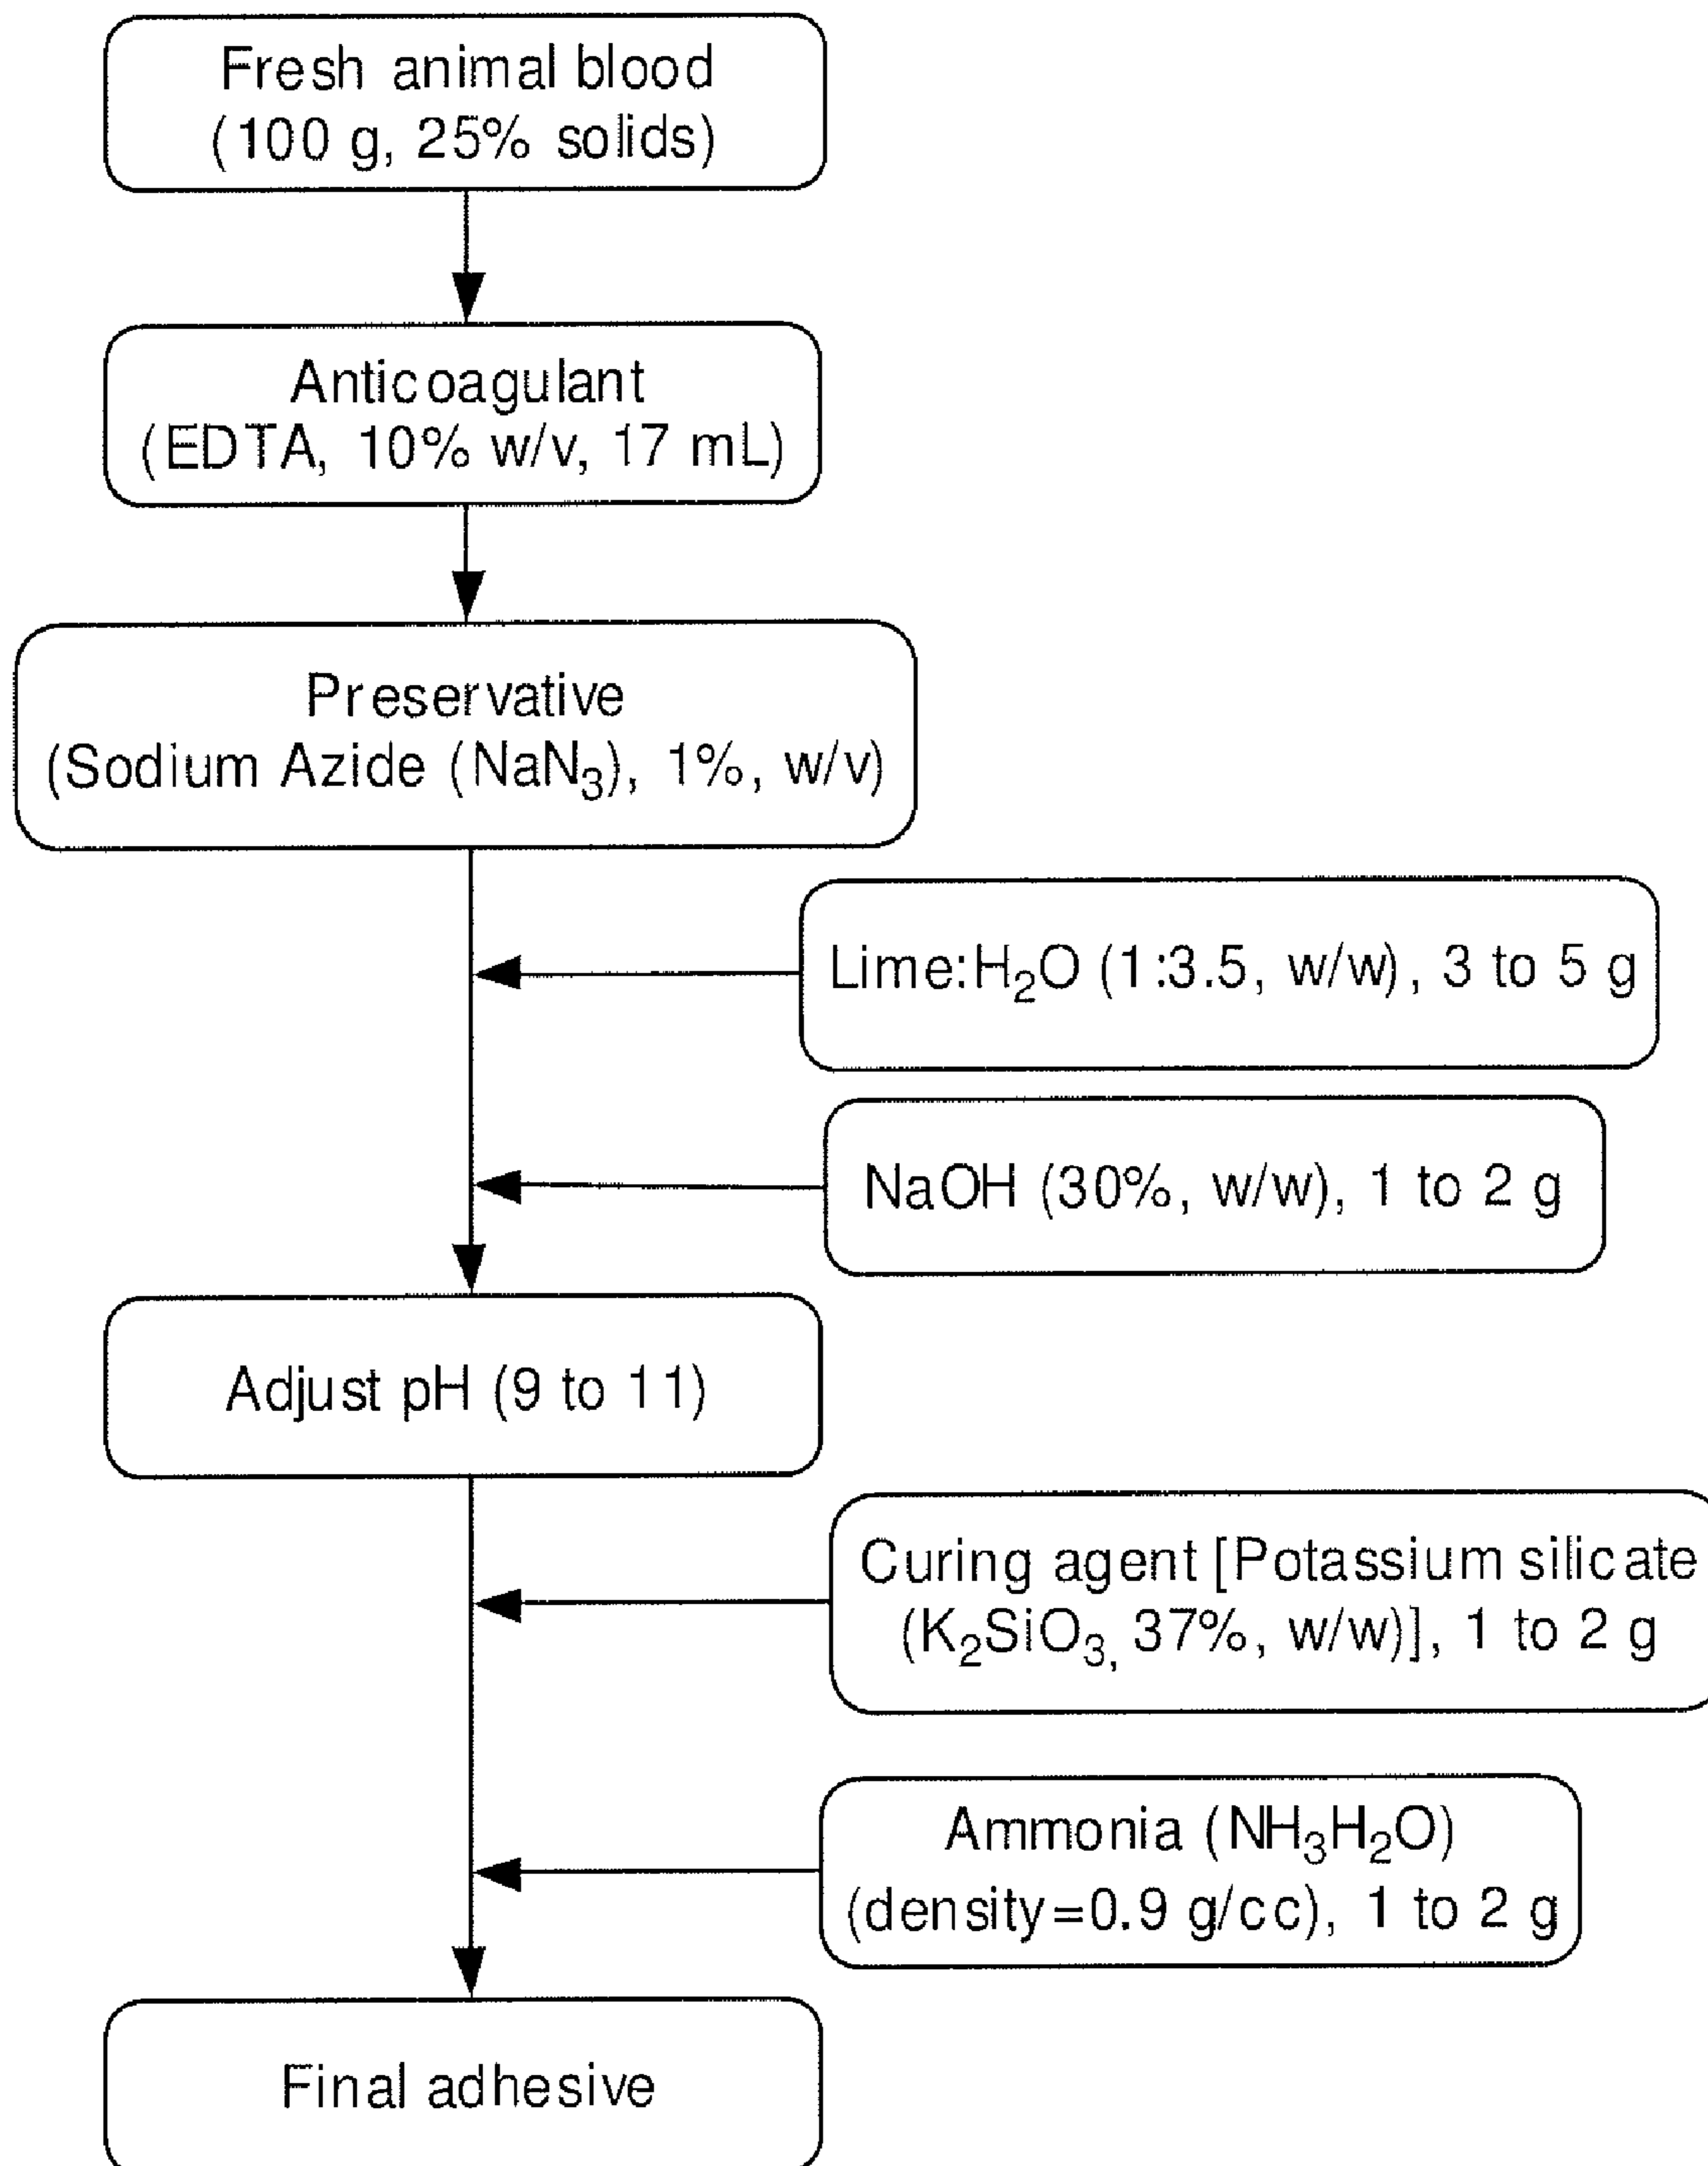 Fresh animal blood
(100 g, 25% solids)
Anticoagulant
(EDTA, 10% w/v, 17 mL)
Preservative
(Sodium Azide (NaN₃), 1%, w/v)
Lime:H₂O (1:3.5, w/w), 3 to 5 g
NaOH (30%, w/w), 1 to 2 g
Adjust pH (9 to 11)
Curing agent [Potassium silicate
(K₂SiO₃, 37%, w/w)], 1 to 2 g
Ammonia (NH₃H₂O)
(density=0.9 g/cc), 1 to 2 g
Final adhesive